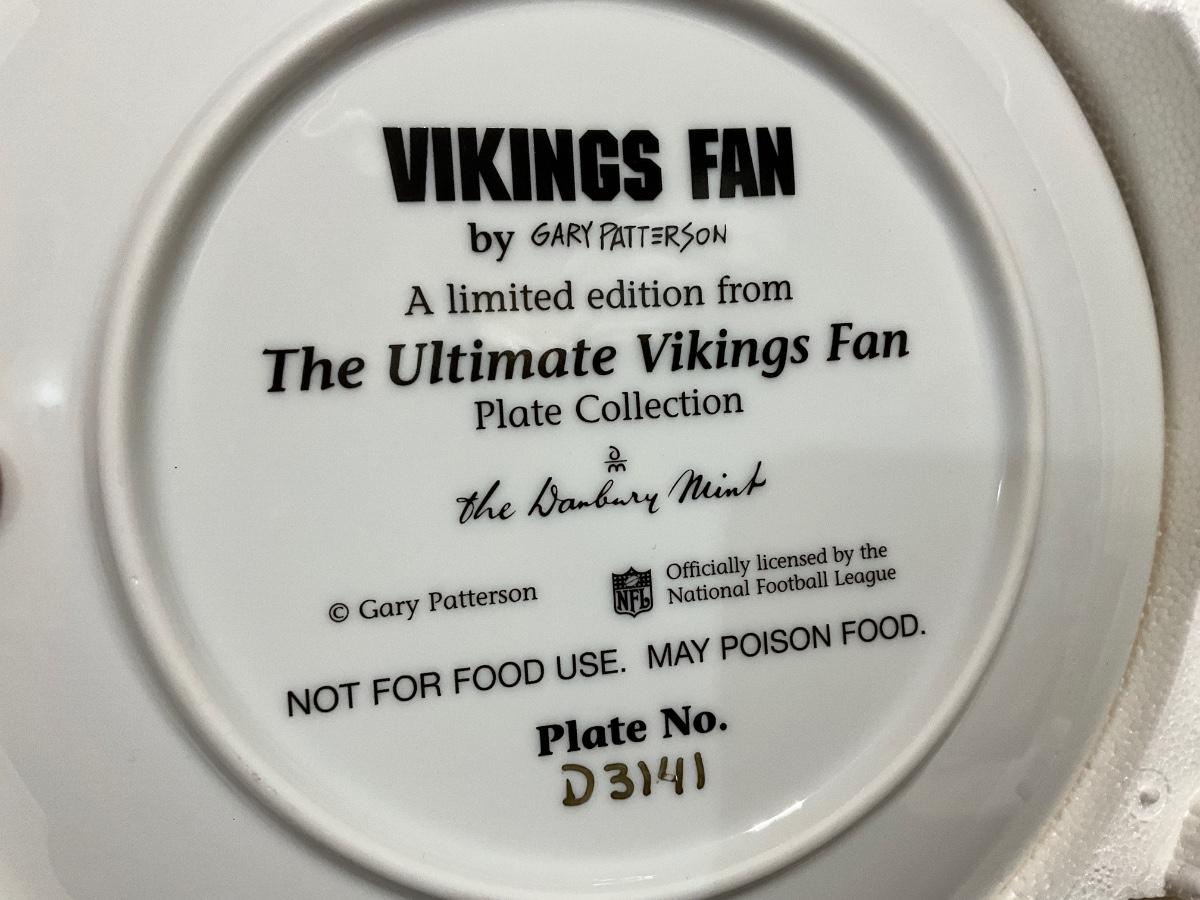 VIKINGS FAN
by GARY PATTERSON
A limited edition from
The Ultimate Vikings Fan
Plate Collection
dm
the Danbury Mint
© Gary Patterson
NFL
Officially licensed by the
National Football League
NOT FOR FOOD USE. MAY POISON FOOD.
Plate No.
D3141